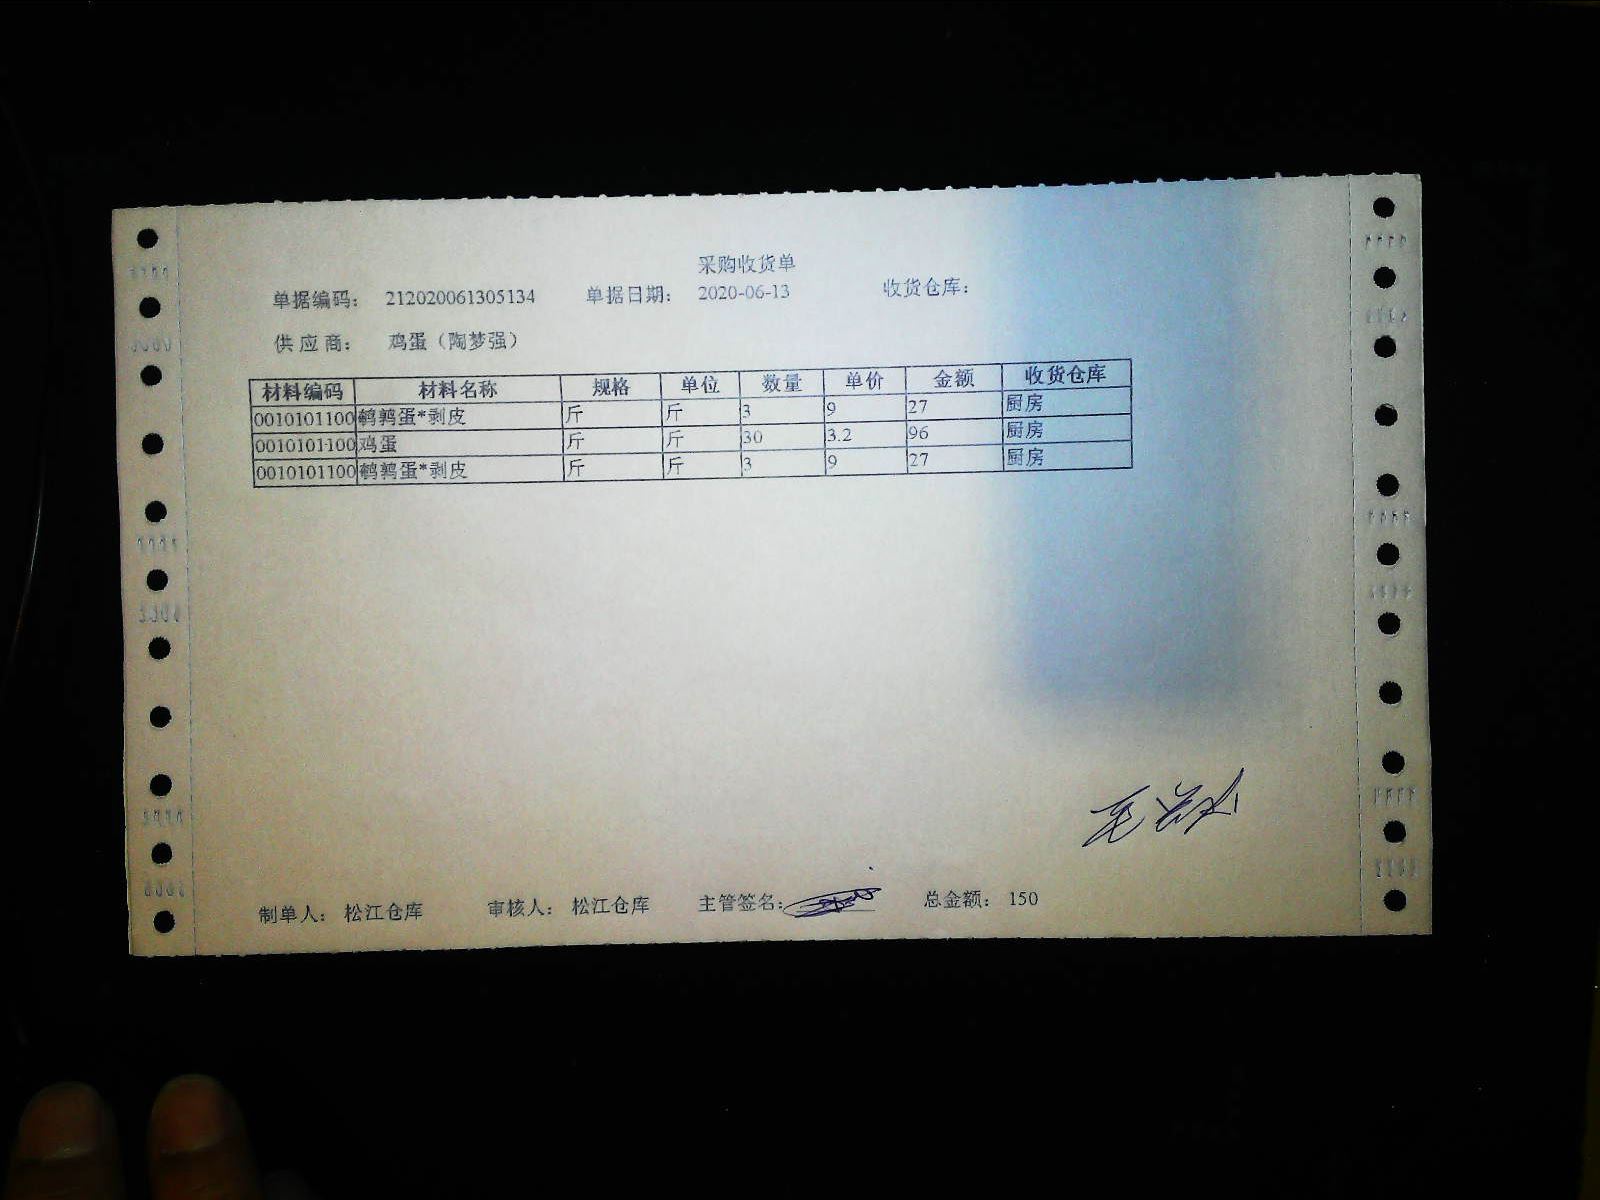 采购收货单
单据编码： 212020061305134 单据日期： 2020-06-13 收货仓库：
供应商： 鸡蛋（陶梦强）
材料编码 材料名称 规格 单位 数量 单价 金额 收货仓库
0010101100 鹌鹑蛋*剥皮 斤 斤 3 9 27 厨房
0010101100 鸡蛋 斤 斤 30 3.2 96 厨房
0010101100 鹌鹑蛋*剥皮 斤 斤 3 9 27 厨房
制单人： 松江仓库 审核人： 松江仓库 主管签名： 总金额： 150